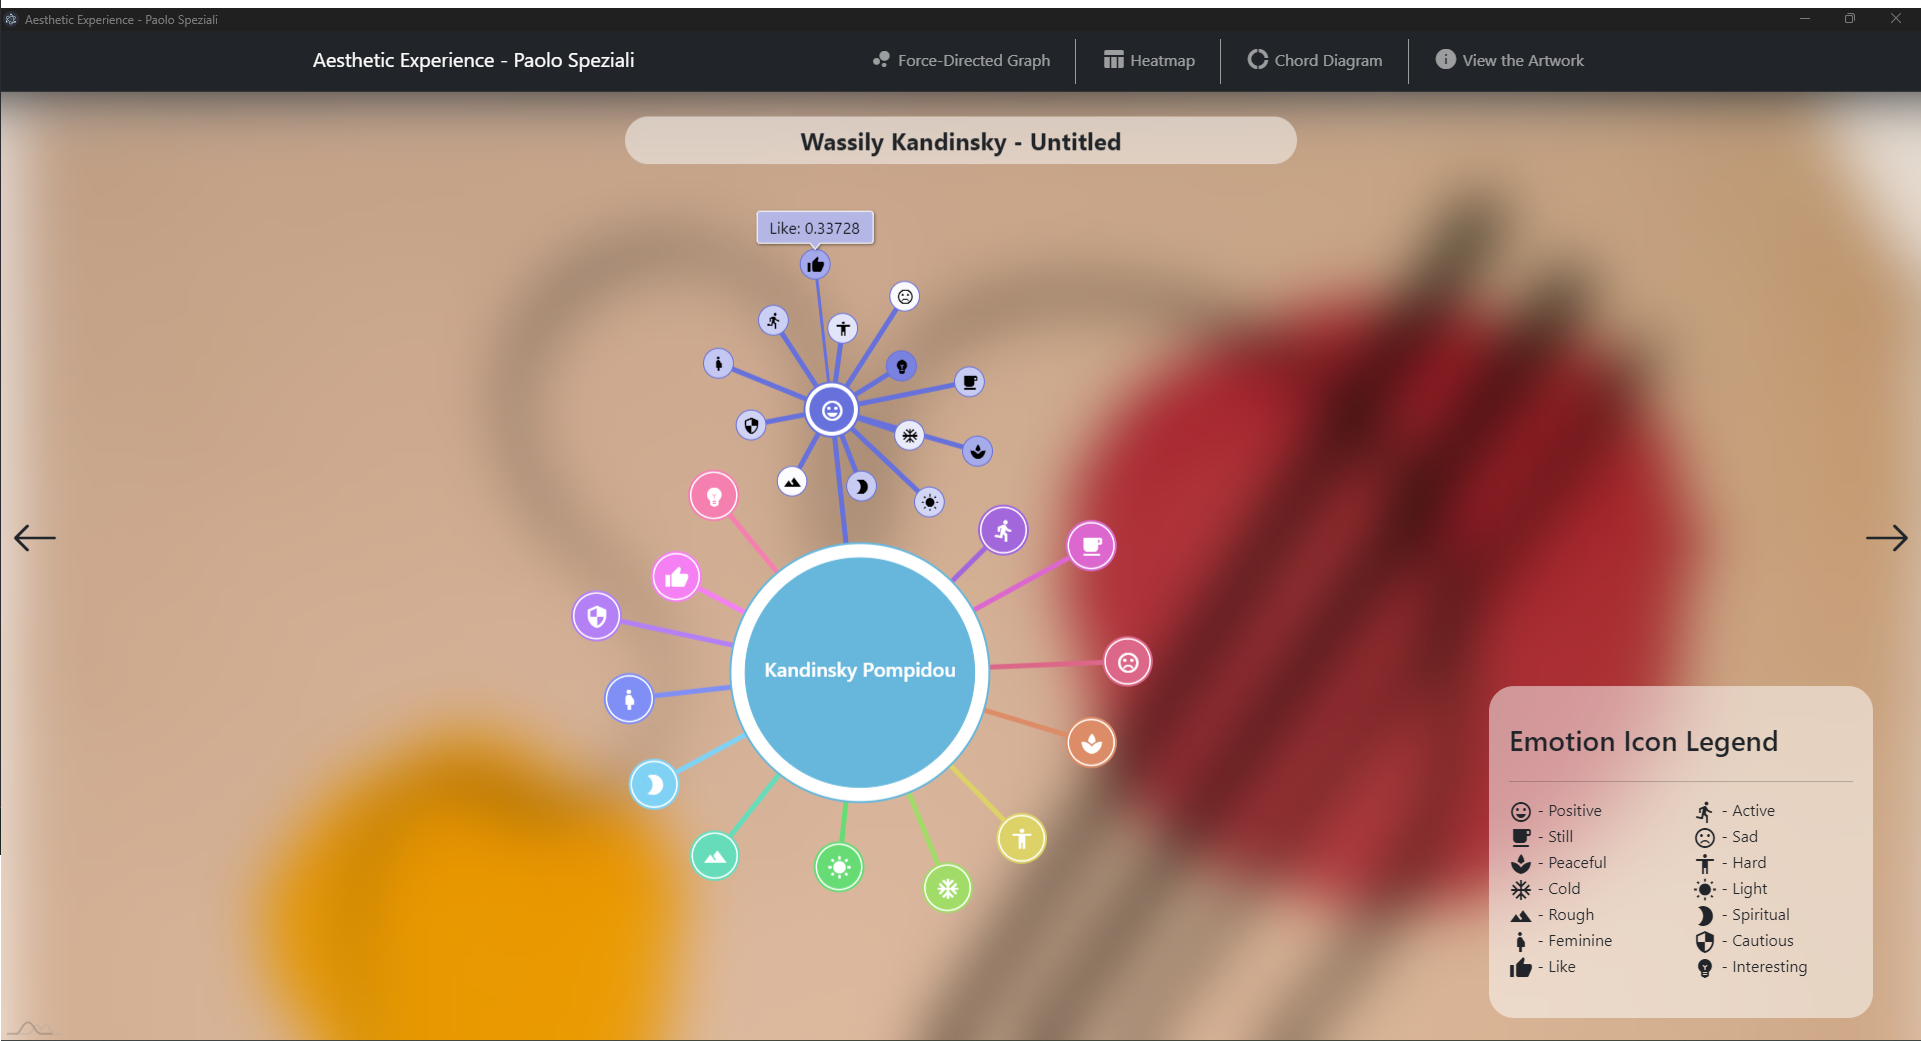 Aesthetic Experience - Paolo Speziali
Aesthetic Experience - Paolo Speziali
Force-Directed Graph
Heatmap
Chord Diagram
View the Artwork
Wassily Kandinsky - Untitled
Like: 0.33728
Kandinsky Pompidou
Emotion Icon Legend
- Positive
- Active
- Still
- Sad
- Peaceful
- Hard
- Cold
- Light
- Rough
- Spiritual
- Feminine
- Cautious
- Like
- Interesting